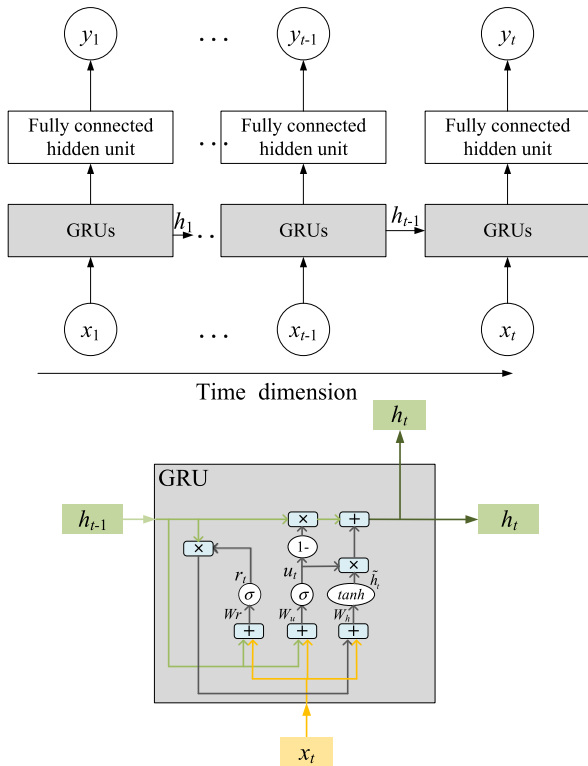 y1 ... yt-1 yt
Fully connected hidden unit ... Fully connected hidden unit Fully connected hidden unit
GRUs h1 .. GRUs ht-1 GRUs
x1 ... xt-1 xt
Time dimension
ht
GRU
ht-1 × + ht
1-
× rt ut × h̃t
σ σ tanh
Wr Wu Wh
+ + +
xt